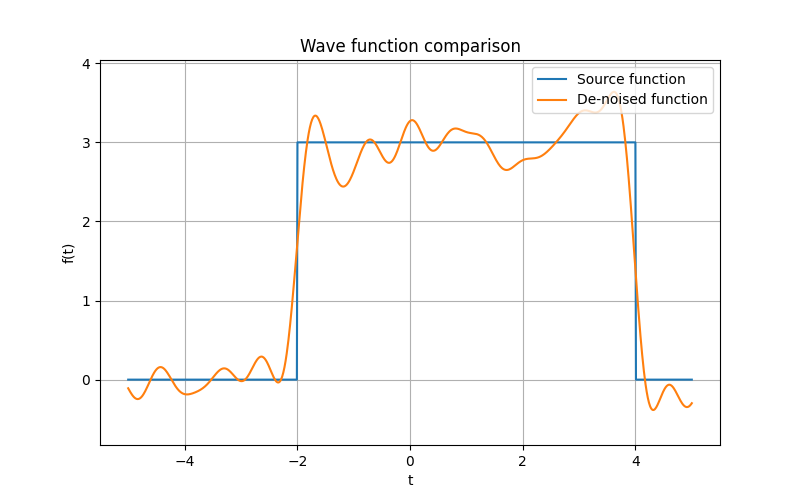 Wave function comparison
Source function
De-noised function
f(t)
4
3
2
1
0
−4
−2
0
2
4
t